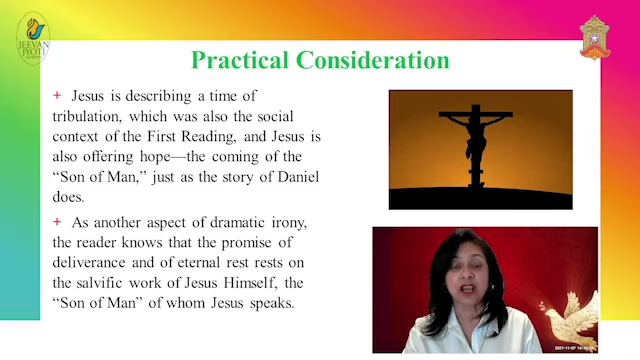 JEEVAN
JYOTI
Practical Consideration
+ Jesus is describing a time of
tribulation, which was also the social
context of the First Reading, and Jesus is
also offering hope—the coming of the
“Son of Man,” just as the story of Daniel
does.
+ As another aspect of dramatic irony,
the reader knows that the promise of
deliverance and of eternal rest rests on
the salvific work of Jesus Himself, the
“Son of Man” of whom Jesus speaks.